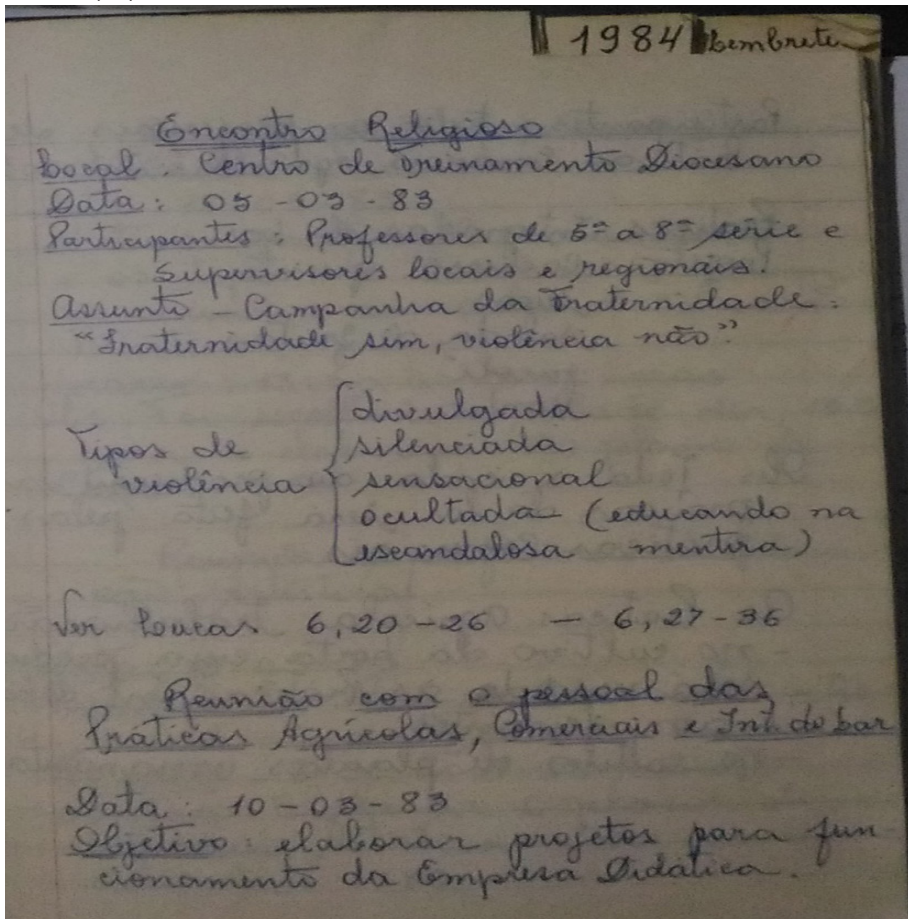 1984 Lembrete
Encontro Religioso
Local. Centro de Treinamento Diocesano
Data: 05-03-83
Participantes: Professores de 5ª a 8ª série e
Supervisores locais e regionais.
Assunto - Campanha da Fraternidade:
"Fraternidade sim, violência não".
Tipos de
violência
divulgada
silenciada
sensacional
ocultada (educando na
escandalosa mentira)
Ver Loucas 6,20-26 - 6,27-36
Reunião com o pessoal das
Práticas Agrícolas, Comerciais e Int. do Lar
Data: 10-03-83
Objetivo: elaborar projetos para fun
cionamento da Empresa Didática.